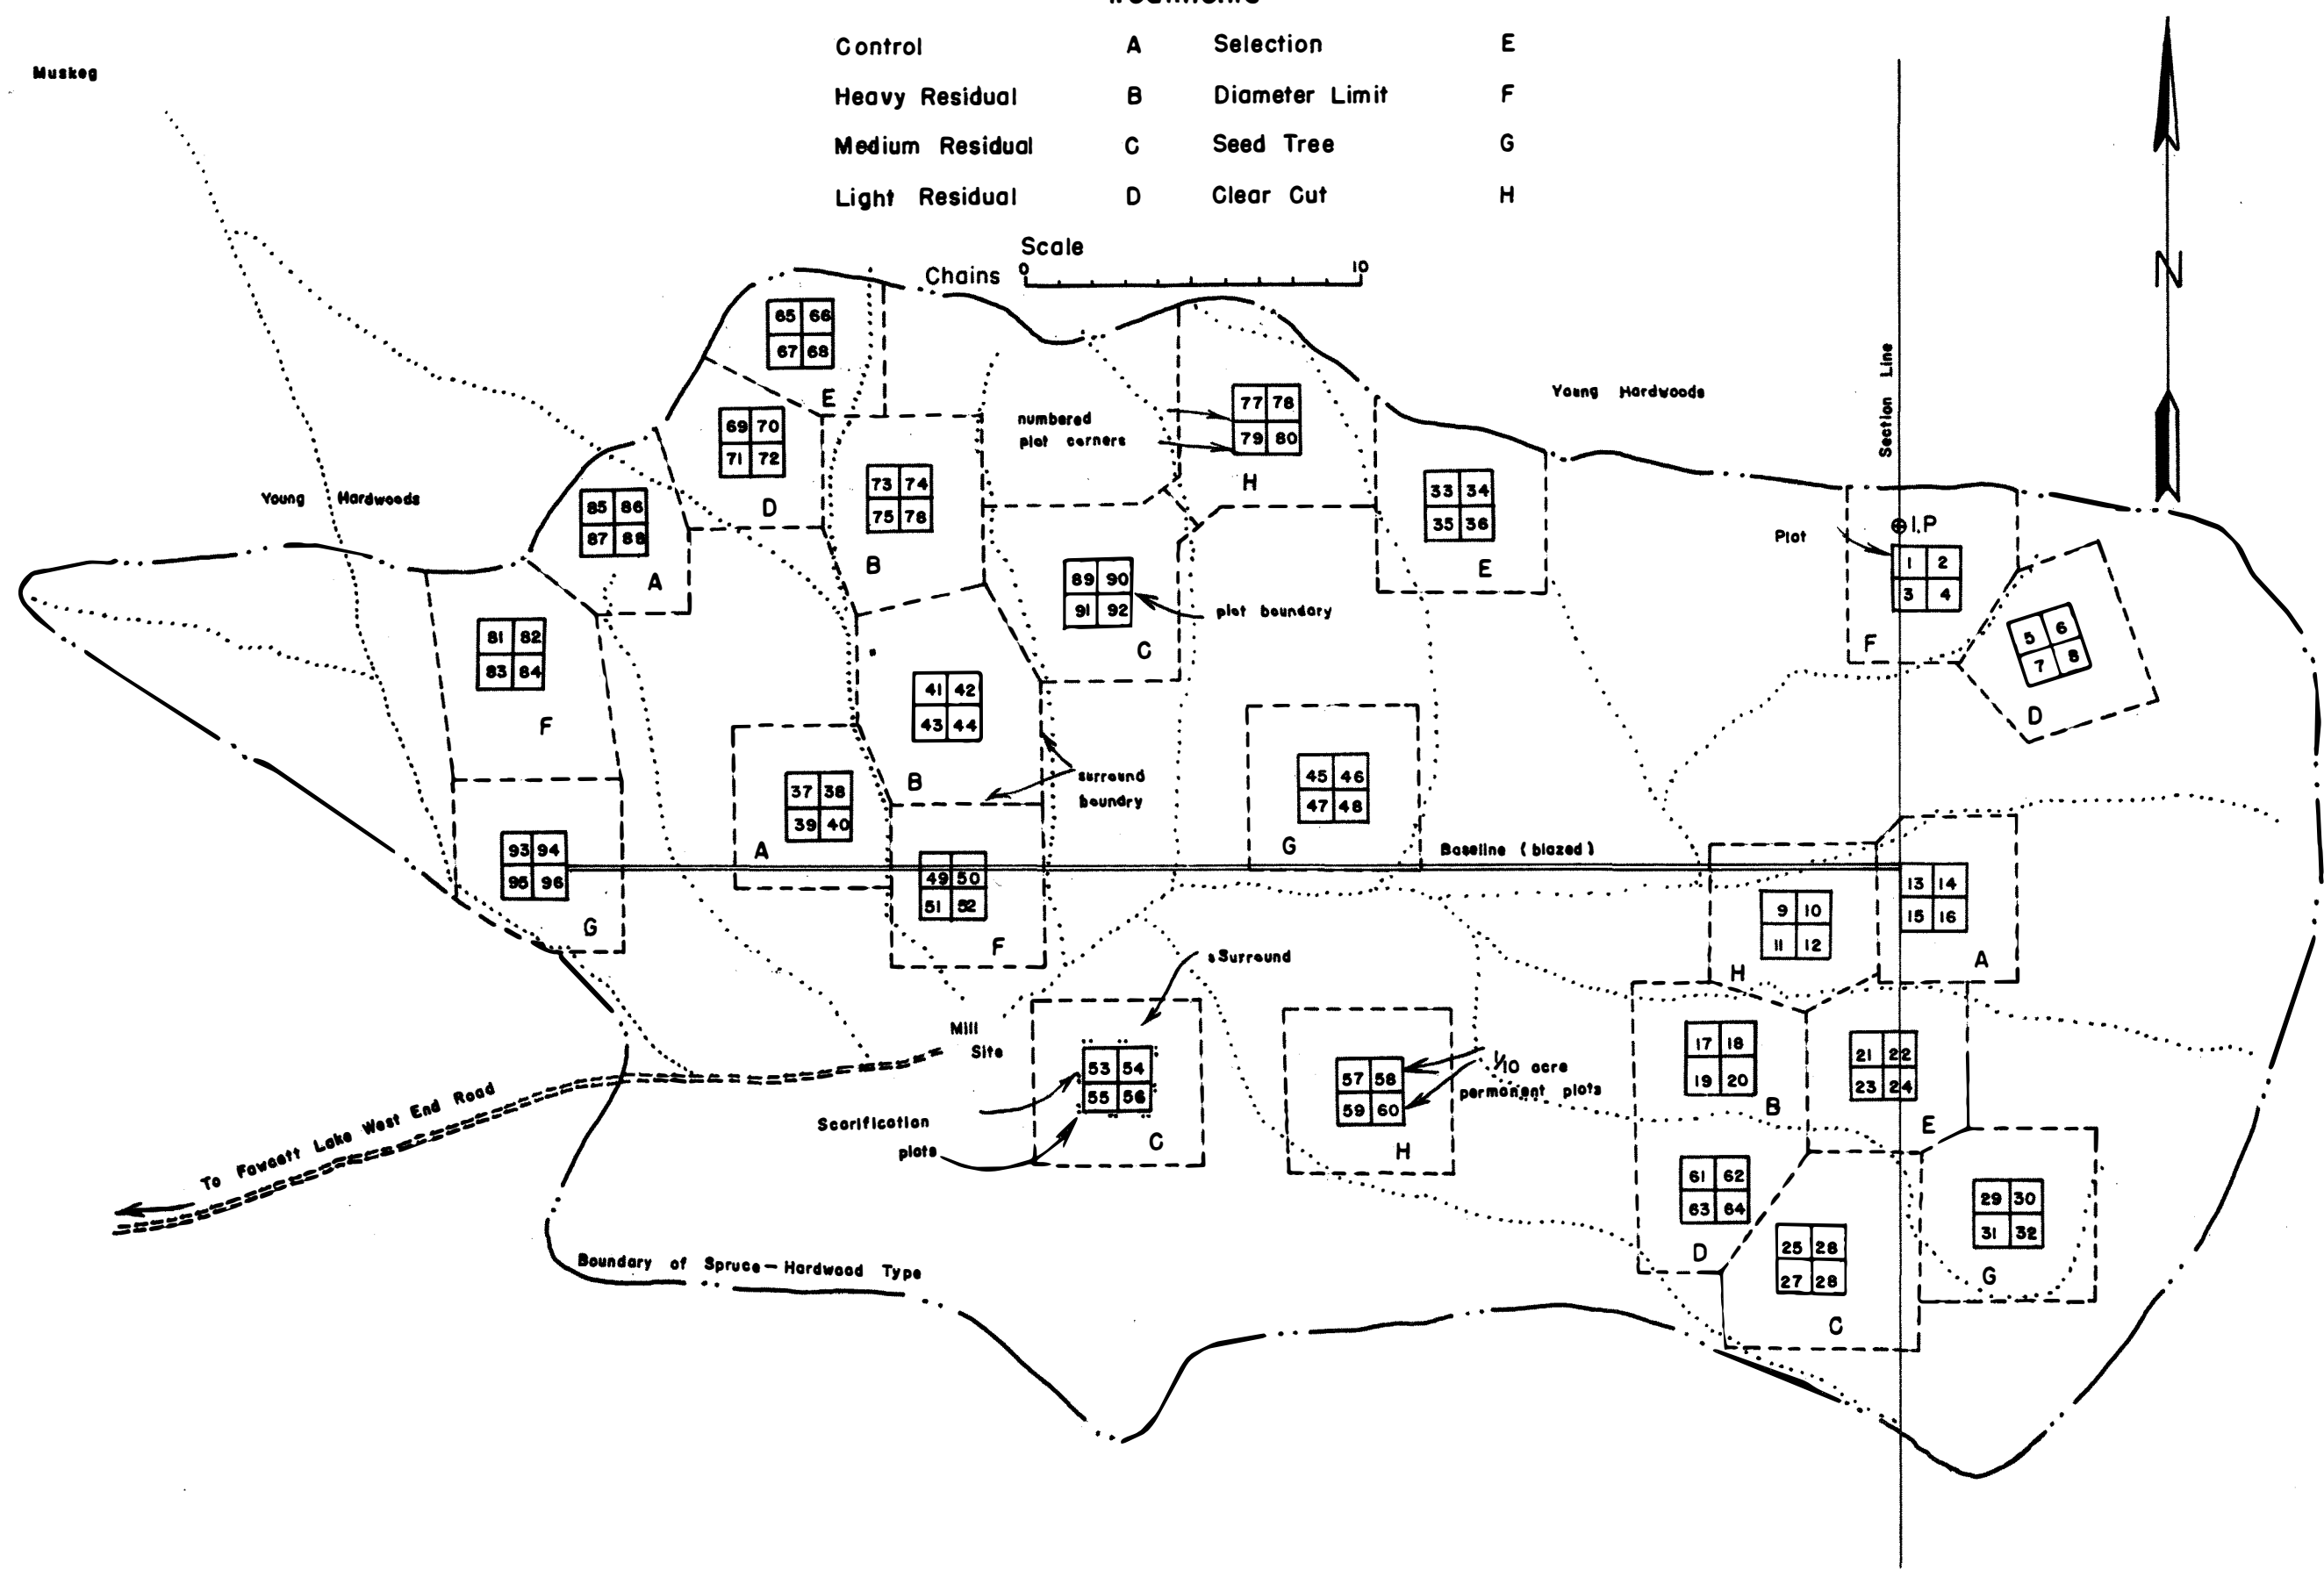 Treatments
Control A Selection E
Heavy Residual B Diameter Limit F
Medium Residual C Seed Tree G
Light Residual D Clear Cut H
Muskeg
Scale
Chains 0 10
N
Section Line
Young Hardwoods
Young Hardwoods
numbered
plot corners
65 66
67 68
E
69 70
71 72
D
73 74
75 78
B
77 78
79 80
H
33 34
35 36
E
85 86
87 88
A
89 90
91 92
C
plot boundary
Plot
I.P
1 2
3 4
F
5 6
7 8
D
81 82
83 84
F
41 42
43 44
B
surround
boundry
37 38
39 40
A
45 46
47 48
G
Baseline (blazed)
93 94
95 96
G
49 50
51 52
F
9 10
11 12
H
13 14
15 16
A
sSurround
Mill
Site
53 54
55 56
C
Scarification
plots
57 58
59 60
H
1/10 acre
permanent plots
17 18
19 20
B
21 22
23 24
E
61 62
63 64
D
25 28
27 28
C
29 30
31 32
G
To Fawcett Lake West End Road
Boundary of Spruce-Hardwood Type